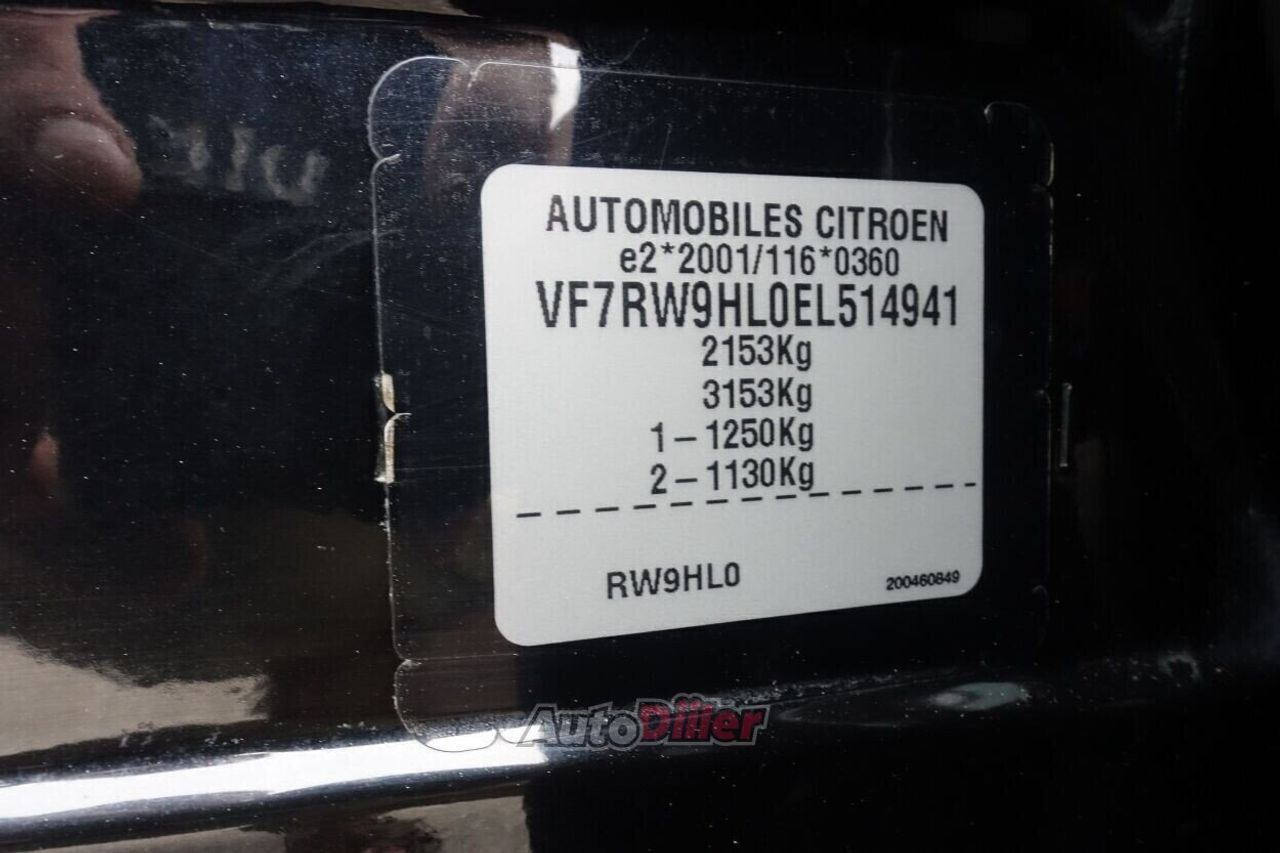 AUTOMOBILES CITROEN
e2*2001/116*0360
VF7RW9HL0EL514941
2153Kg
3153Kg
1-1250Kg
2-1130Kg
RW9HL0
200460849
AutoDiller